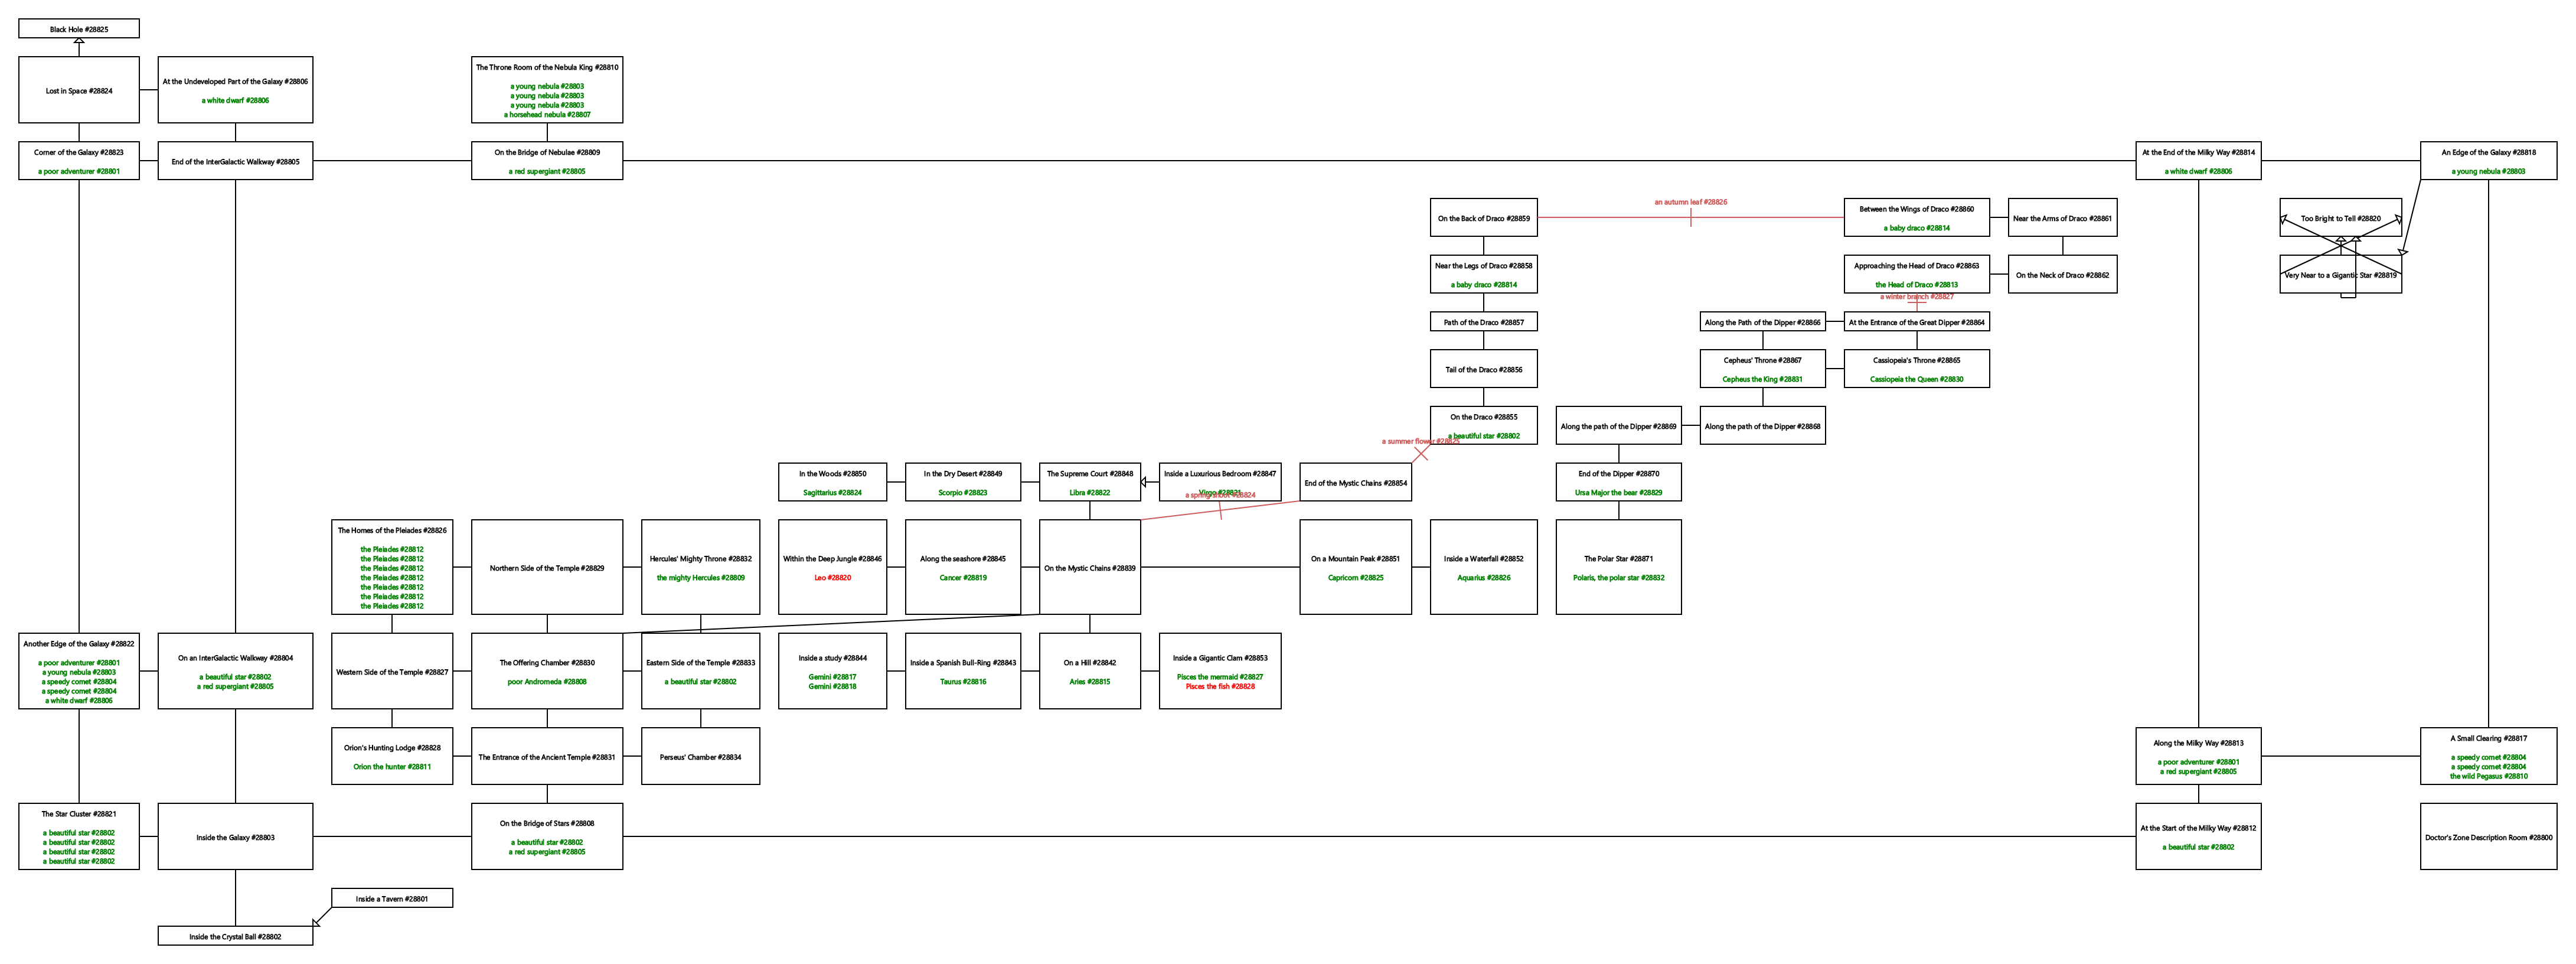 Black Hole #28825
Lost in Space #28824
At the Undeveloped Part of the Galaxy #28806
a white dwarf #28806
The Throne Room of the Nebula King #28810
a young nebula #28803
a young nebula #28803
a young nebula #28803
a horsehead nebula #28807
Corner of the Galaxy #28823
a poor adventurer #28801
End of the InterGalactic Walkway #28805
On the Bridge of Nebulae #28809
a red supergiant #28805
At the End of the Milky Way #28814
a white dwarf #28806
An Edge of the Galaxy #28818
a young nebula #28803
On the Back of Draco #28859
an autumn leaf #28826
Between the Wings of Draco #28860
a baby draco #28814
Near the Arms of Draco #28861
Too Bright to Tell #28820
Near the Legs of Draco #28858
a baby draco #28814
Approaching the Head of Draco #28863
the Head of Draco #28813
On the Neck of Draco #28862
Very Near to a Gigantic Star #28819
a winter branch #28827
Path of the Draco #28857
Along the Path of the Dipper #28866
At the Entrance of the Great Dipper #28864
Tail of the Draco #28856
Cepheus' Throne #28867
Cepheus the King #28831
Cassiopeia's Throne #28865
Cassiopeia the Queen #28830
On the Draco #28855
a beautiful star #28802
Along the path of the Dipper #28869
Along the path of the Dipper #28868
a summer flower #28825
In the Woods #28850
Sagittarius #28824
In the Dry Desert #28849
Scorpio #28823
The Supreme Court #28848
Libra #28822
Inside a Luxurious Bedroom #28847
Virgo #28821
a spring #28824
End of the Mystic Chains #28854
End of the Dipper #28870
Ursa Major the bear #28829
The Homes of the Pleiades #28826
the Pleiades #28812
the Pleiades #28812
the Pleiades #28812
the Pleiades #28812
the Pleiades #28812
the Pleiades #28812
the Pleiades #28812
Northern Side of the Temple #28829
Hercules' Mighty Throne #28832
the mighty Hercules #28809
Within the Deep Jungle #28846
Leo #28820
Along the seashore #28845
Cancer #28819
On the Mystic Chains #28839
On a Mountain Peak #28851
Capricorn #28825
Inside a Waterfall #28852
Aquarius #28826
The Polar Star #28871
Polaris, the polar star #28832
Another Edge of the Galaxy #28822
a poor adventurer #28801
a young nebula #28803
a speedy comet #28804
a speedy comet #28804
a white dwarf #28806
On an InterGalactic Walkway #28804
a beautiful star #28802
a red supergiant #28805
Western Side of the Temple #28827
The Offering Chamber #28830
poor Andromeda #28808
Eastern Side of the Temple #28833
a beautiful star #28802
Inside a study #28844
Gemini #28817
Gemini #28818
Inside a Spanish Bull-Ring #28843
Taurus #28816
On a Hill #28842
Aries #28815
Inside a Gigantic Clam #28853
Pisces the mermaid #28827
Pisces the fish #28828
Orion's Hunting Lodge #28828
Orion the hunter #28811
The Entrance of the Ancient Temple #28831
Perseus' Chamber #28834
Along the Milky Way #28813
a poor adventurer #28801
a red supergiant #28805
A Small Clearing #28817
a speedy comet #28804
a speedy comet #28804
the wild Pegasus #28810
The Star Cluster #28821
a beautiful star #28802
a beautiful star #28802
a beautiful star #28802
a beautiful star #28802
Inside the Galaxy #28803
On the Bridge of Stars #28808
a beautiful star #28802
a red supergiant #28805
At the Start of the Milky Way #28812
a beautiful star #28802
Doctor's Zone Description Room #28800
Inside a Tavern #28801
Inside the Crystal Ball #28802